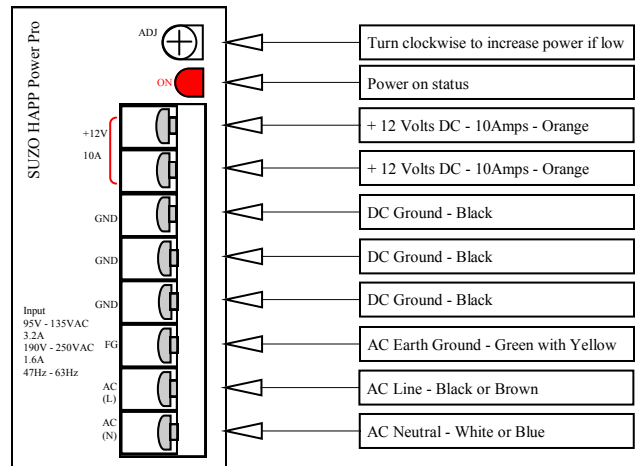 SUZO HAPP Power Pro
ADJ
Turn clockwise to increase power if low
ON
Power on status
+12V
10A
+ 12 Volts DC - 10Amps - Orange
+ 12 Volts DC - 10Amps - Orange
GND
DC Ground - Black
GND
DC Ground - Black
GND
DC Ground - Black
Input
95V - 135VAC
3.2A
190V - 250VAC
1.6A
47Hz - 63Hz
FG
AC Earth Ground - Green with Yellow
AC
(L)
AC Line - Black or Brown
AC
(N)
AC Neutral - White or Blue